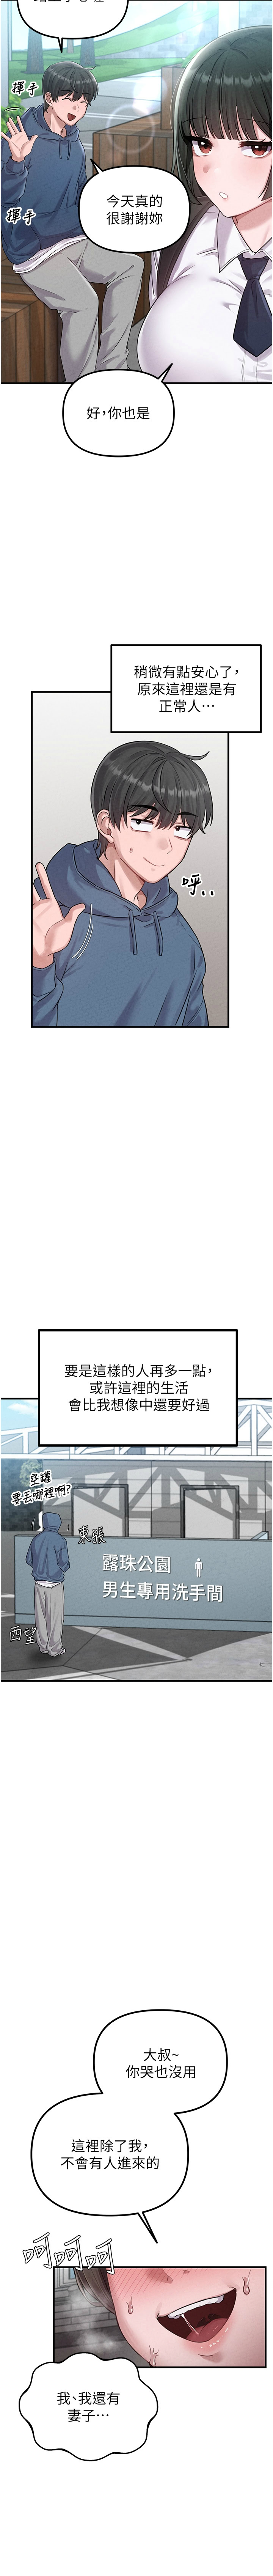 揮手
揮手
今天真的
很謝謝妳
好，你也是
稍微有點安心了，
原來這裡還是有
正常人…
呼..
要是這樣的人再多一點，
或許這裡的生活
會比我想像中還要好過
空罐
要丟哪裡啊?
東張
西望
露珠公園
男生專用洗手間
大叔~
你哭也沒用
這裡除了我，
不會有人進來的
呵呵呵
我、我還有
妻子…